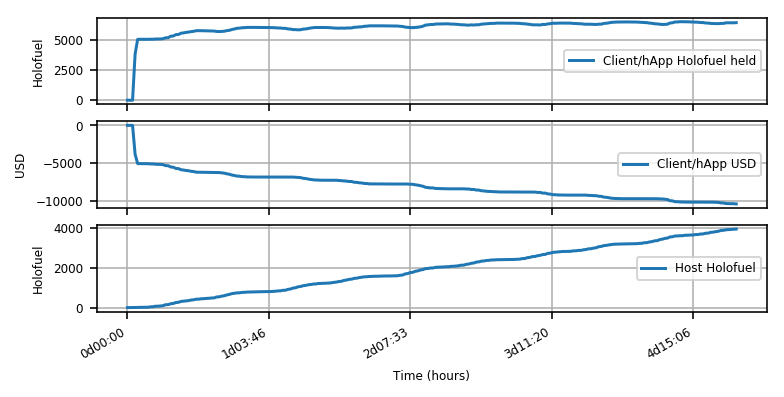 5000
2500
0
Holofuel
Client/hApp Holofuel held
0
−5000
−10000
USD
Client/hApp USD
4000
2000
0
Holofuel
Host Holofuel
0d00:00
1d03:46
2d07:33
3d11:20
4d15:06
Time (hours)